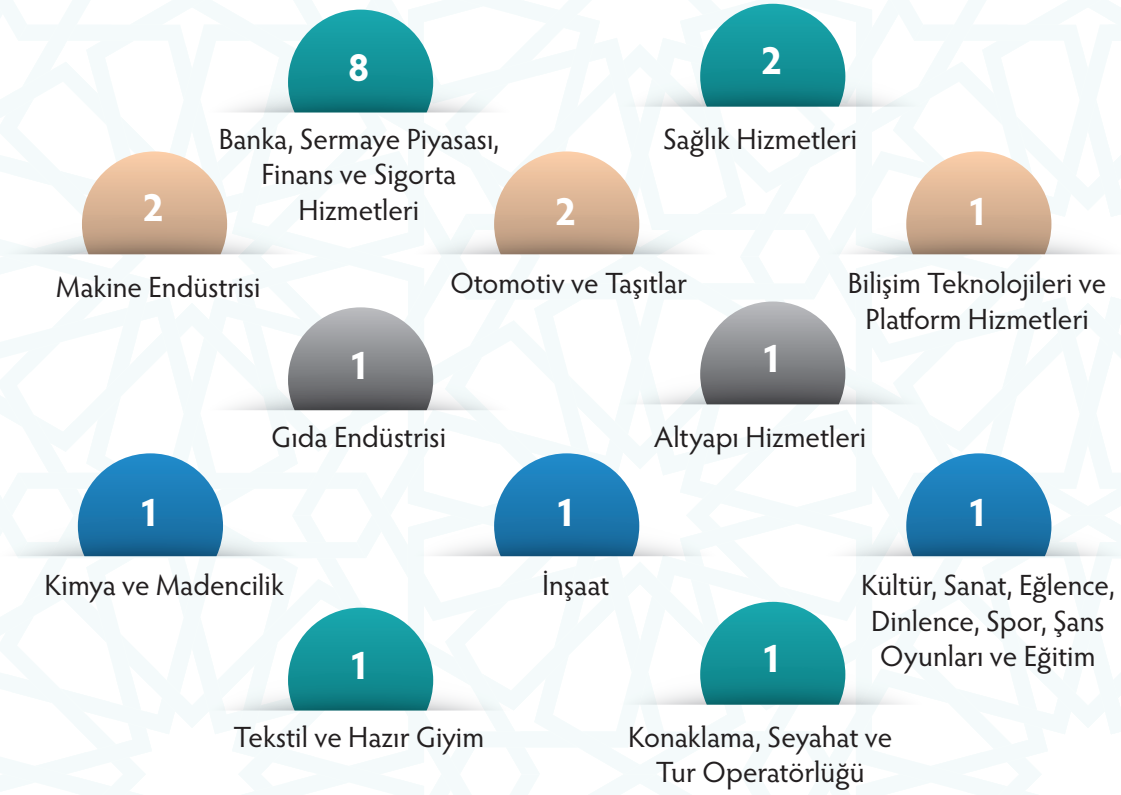 8
Banka, Sermaye Piyasası,
Finans ve Sigorta
Hizmetleri
2
Sağlık Hizmetleri
2
Makine Endüstrisi
2
Otomotiv ve Taşıtlar
1
Bilişim Teknolojileri ve
Platform Hizmetleri
1
Gıda Endüstrisi
1
Altyapı Hizmetleri
1
Kimya ve Madencilik
1
İnşaat
1
Kültür, Sanat, Eğlence,
Dinlence, Spor, Şans
Oyunları ve Eğitim
1
Tekstil ve Hazır Giyim
1
Konaklama, Seyahat ve
Tur Operatörlüğü